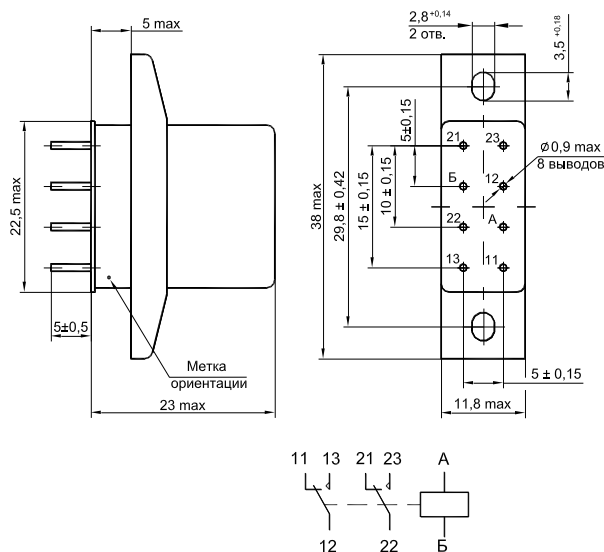 5 max
2,8+0,14
2 отв.
3,5 +0,18
22,5 max
5±0,5
Метка
ориентации
23 max
38 max
29,8 ± 0,42
15 ± 0,15
10 ± 0,15
5±0,15
21 23
Б 12
22 А
13 11
Ø0,9 max
8 выводов
5 ± 0,15
11,8 max
11 13 21 23 А
12 22 Б